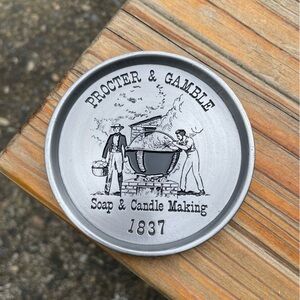 PROCTER & GAMBLE
Soap & Candle Making
1837